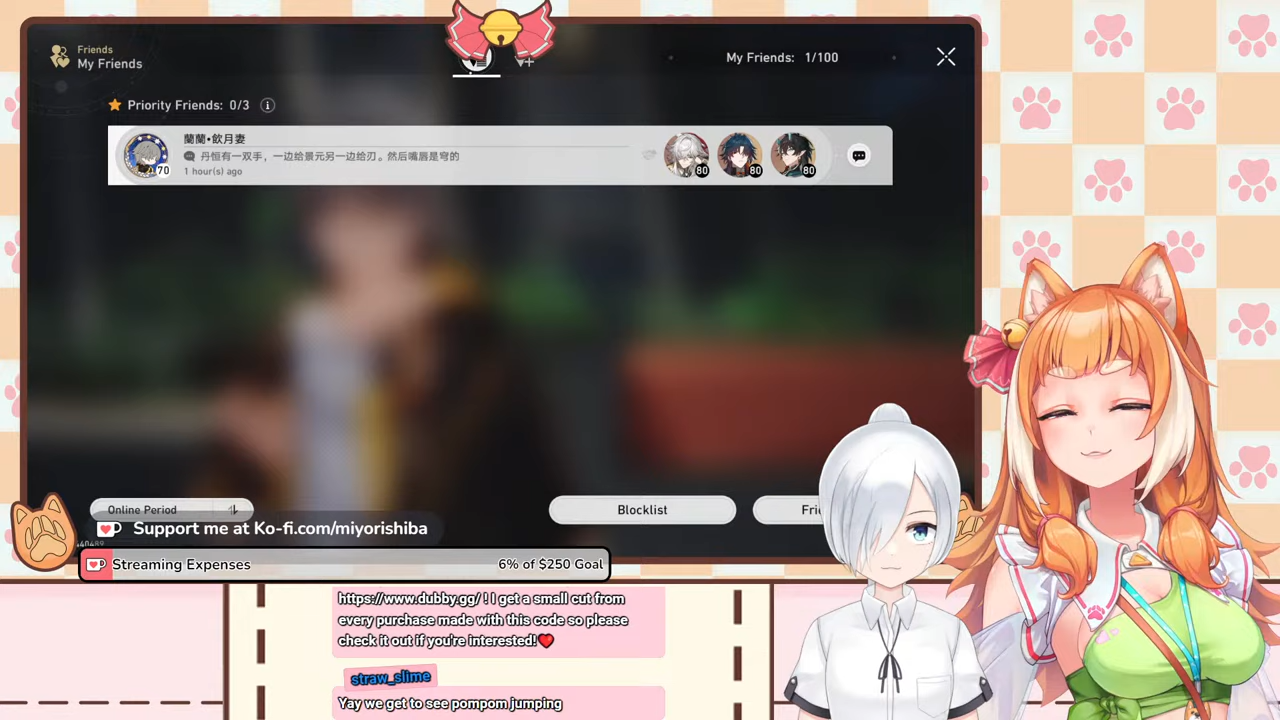 Friends
My Friends
My Friends: 1/100
Priority Friends: 0/3
蘭蘭•飲月妻
丹恒有一双手，一边给景元另一边给刃。然后嘴唇是穹的
1 hour(s) ago
70
80
80
80
Online Period
Blocklist
Support me at Ko-fi.com/miyorishiba
Streaming Expenses
6% of $250 Goal
https://www.dubby.gg/ ! I get a small cut from
every purchase made with this code so please
check it out if you're interested!❤️
straw_slime
Yay we get to see pompom jumping